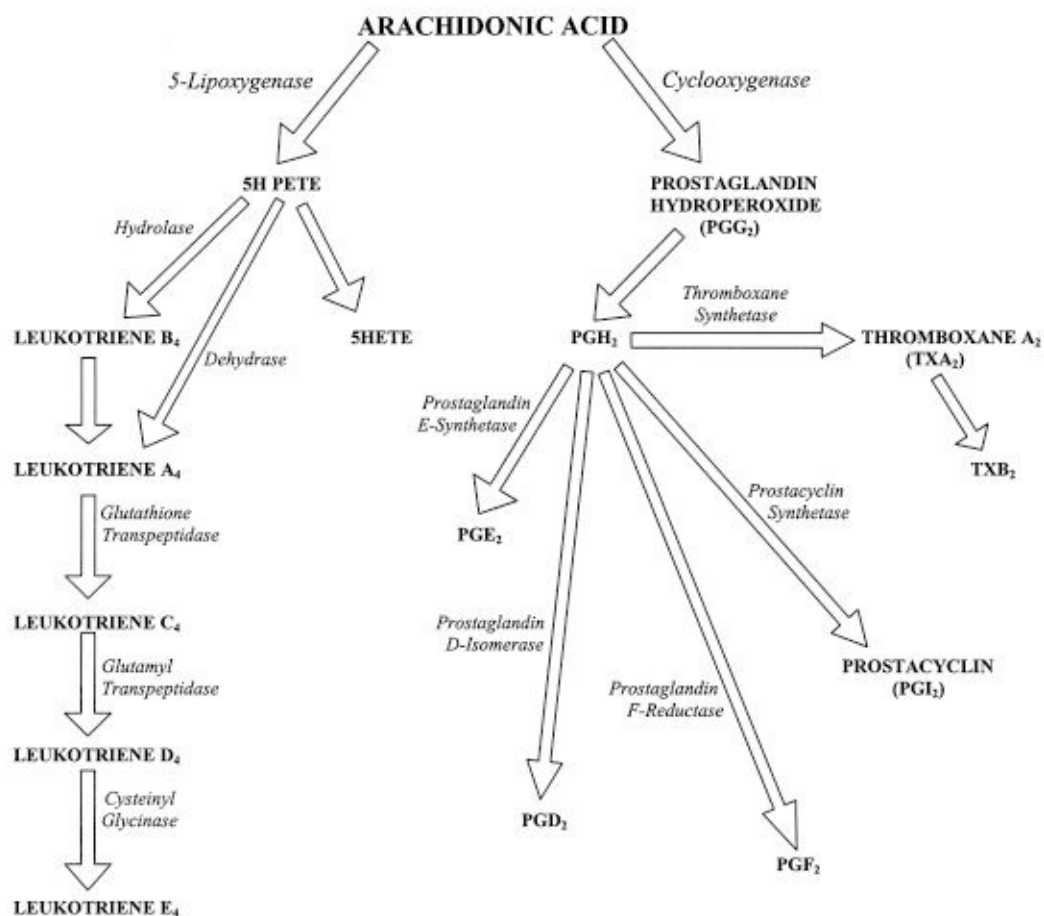 ARACHIDONIC ACID
5-Lipoxygenase
Cyclooxygenase
5H PETE
PROSTAGLANDIN
HYDROPEROXIDE
(PGG₂)
Hydrolase
Thromboxane
Synthetase
LEUKOTRIENE B₄
5HETE
PGH₂
THROMBOXANE A₂
(TXA₂)
Dehydrase
Prostaglandin
E-Synthetase
LEUKOTRIENE A₄
TXB₂
Glutathione
Transpeptidase
Prostacyclin
Synthetase
PGE₂
LEUKOTRIENE C₄
Prostaglandin
D-Isomerase
Glutamyl
Transpeptidase
PROSTACYCLIN
(PGI₂)
Prostaglandin
F-Reductase
LEUKOTRIENE D₄
Cysteinyl
Glycinase
PGD₂
PGF₂
LEUKOTRIENE E₄